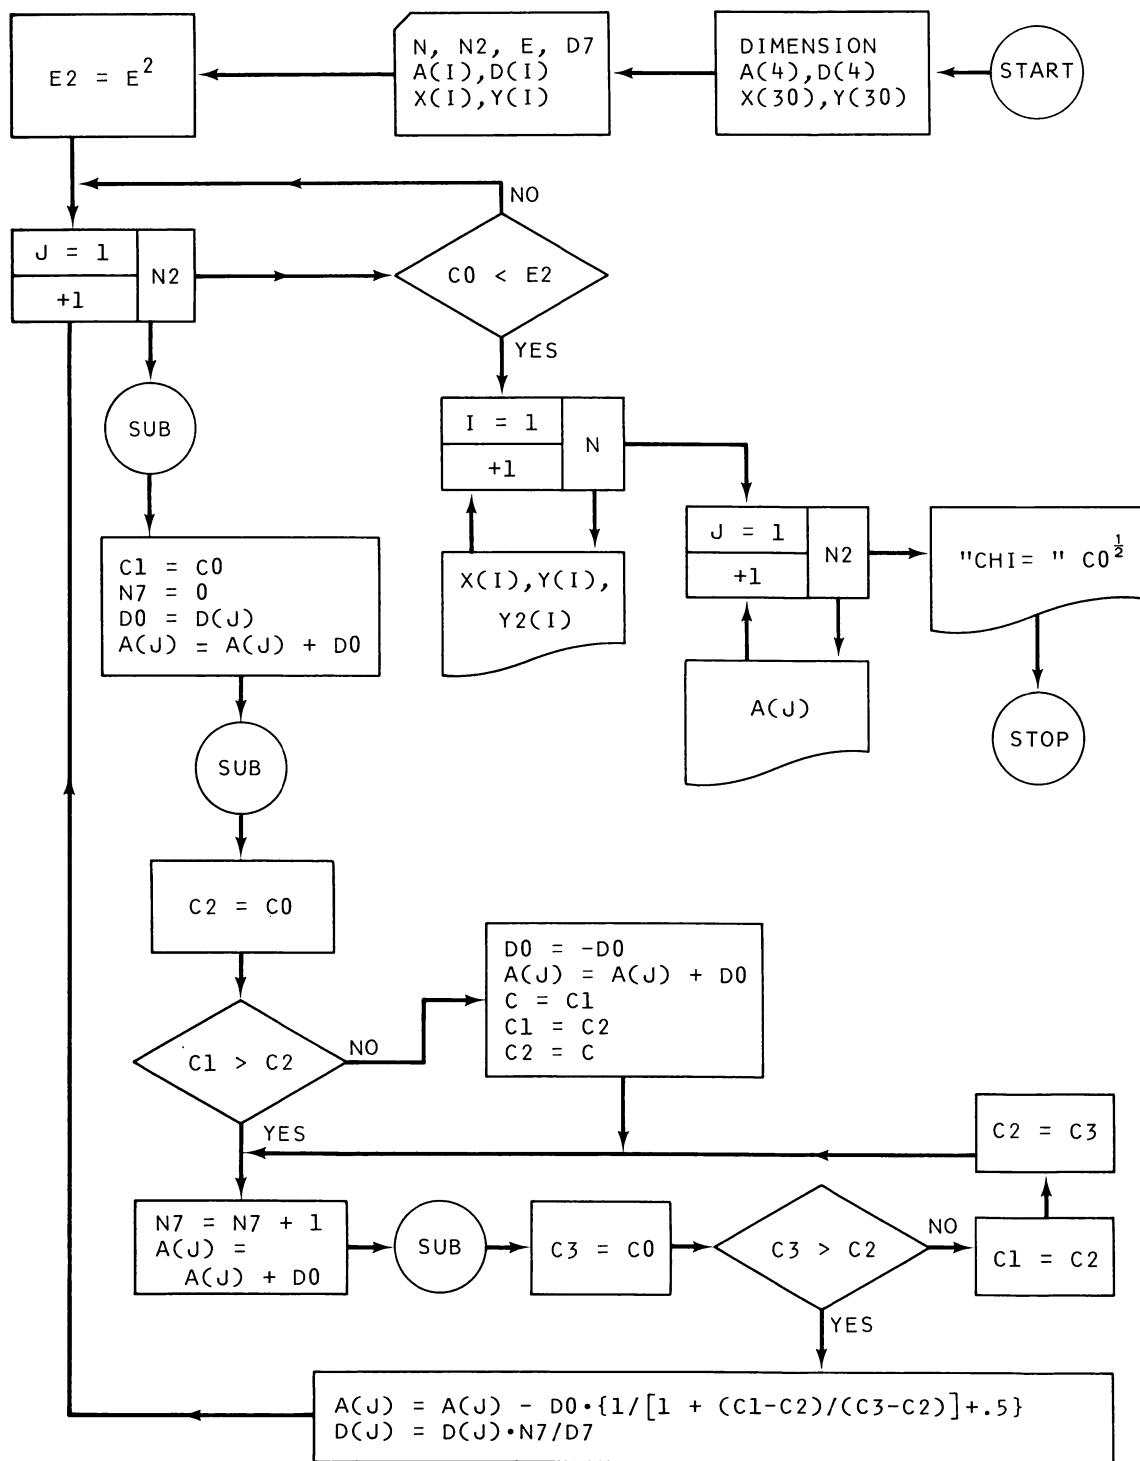 START
DIMENSION
A(4),D(4)
X(30),Y(30)
N, N2, E, D7
A(I),D(I)
X(I),Y(I)
E2 = E²
J = 1
+1
N2
C0 < E2
NO
YES
SUB
I = 1
+1
N
X(I),Y(I),
Y2(I)
J = 1
+1
N2
A(J)
"CHI= " C0^½
STOP
C1 = C0
N7 = 0
D0 = D(J)
A(J) = A(J) + D0
SUB
C2 = C0
C1 > C2
NO
YES
D0 = -D0
A(J) = A(J) + D0
C = C1
C1 = C2
C2 = C
N7 = N7 + 1
A(J) =
A(J) + D0
SUB
C3 = C0
C3 > C2
NO
YES
C1 = C2
C2 = C3
A(J) = A(J) - D0·{1/[1 + (C1-C2)/(C3-C2)]+.5}
D(J) = D(J)·N7/D7